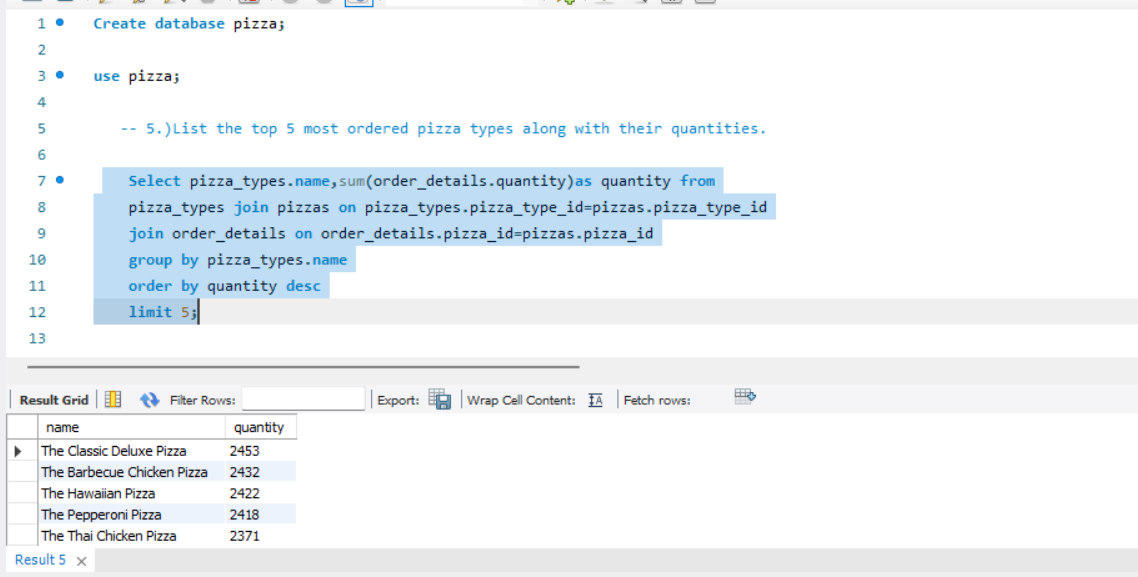 1 Create database pizza;
2
3 use pizza;
4
5 -- 5.)List the top 5 most ordered pizza types along with their quantities.
6
7 Select pizza_types.name,sum(order_details.quantity)as quantity from
8 pizza_types join pizzas on pizza_types.pizza_type_id=pizzas.pizza_type_id
9 join order_details on order_details.pizza_id=pizzas.pizza_id
10 group by pizza_types.name
11 order by quantity desc
12 limit 5;
13
Result Grid Filter Rows: Export: Wrap Cell Content: IA Fetch rows:
name quantity
The Classic Deluxe Pizza 2453
The Barbecue Chicken Pizza 2432
The Hawaiian Pizza 2422
The Pepperoni Pizza 2418
The Thai Chicken Pizza 2371
Result 5 ×